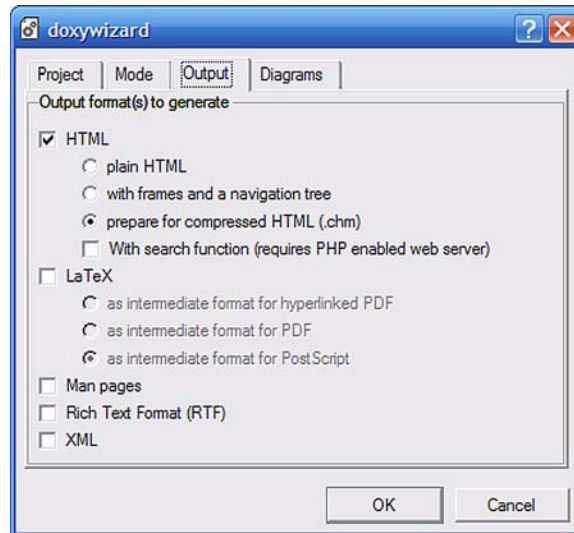 doxywizard
Project Mode Output Diagrams
Output format(s) to generate
HTML
plain HTML
with frames and a navigation tree
prepare for compressed HTML (.chm)
With search function (requires PHP enabled web server)
LaTeX
as intermediate format for hyperlinked PDF
as intermediate format for PDF
as intermediate format for PostScript
Man pages
Rich Text Format (RTF)
XML
OK Cancel